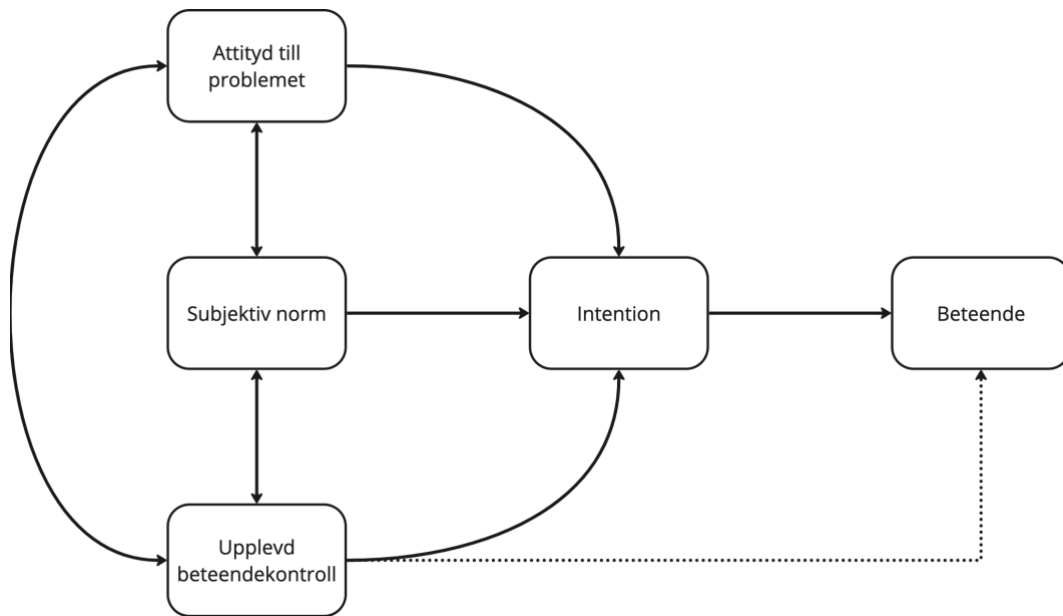 Attityd till
problemet
Subjektiv norm
Intention
Beteende
Upplevd
beteendekontroll